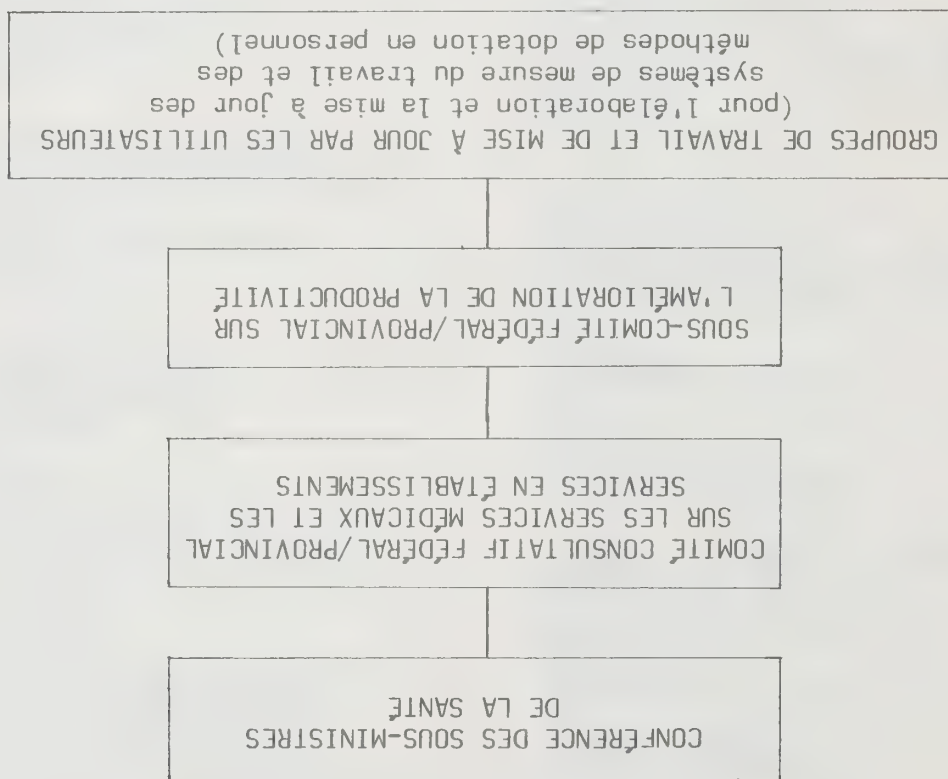 CONFÉRENCE DES SOUS-MINISTRES
DE LA SANTÉ
COMITÉ CONSULTATIF FÉDÉRAL/PROVINCIAL
SUR LES SERVICES MÉDICAUX ET LES
SERVICES EN ÉTABLISSEMENTS
SOUS-COMITÉ FÉDÉRAL/PROVINCIAL SUR
L'AMÉLIORATION DE LA PRODUCTIVITÉ
GROUPES DE TRAVAIL ET DE MISE À JOUR PAR LES UTILISATEURS
(pour l'élaboration et la mise à jour des
systèmes de mesure du travail et des
méthodes de dotation en personnel)